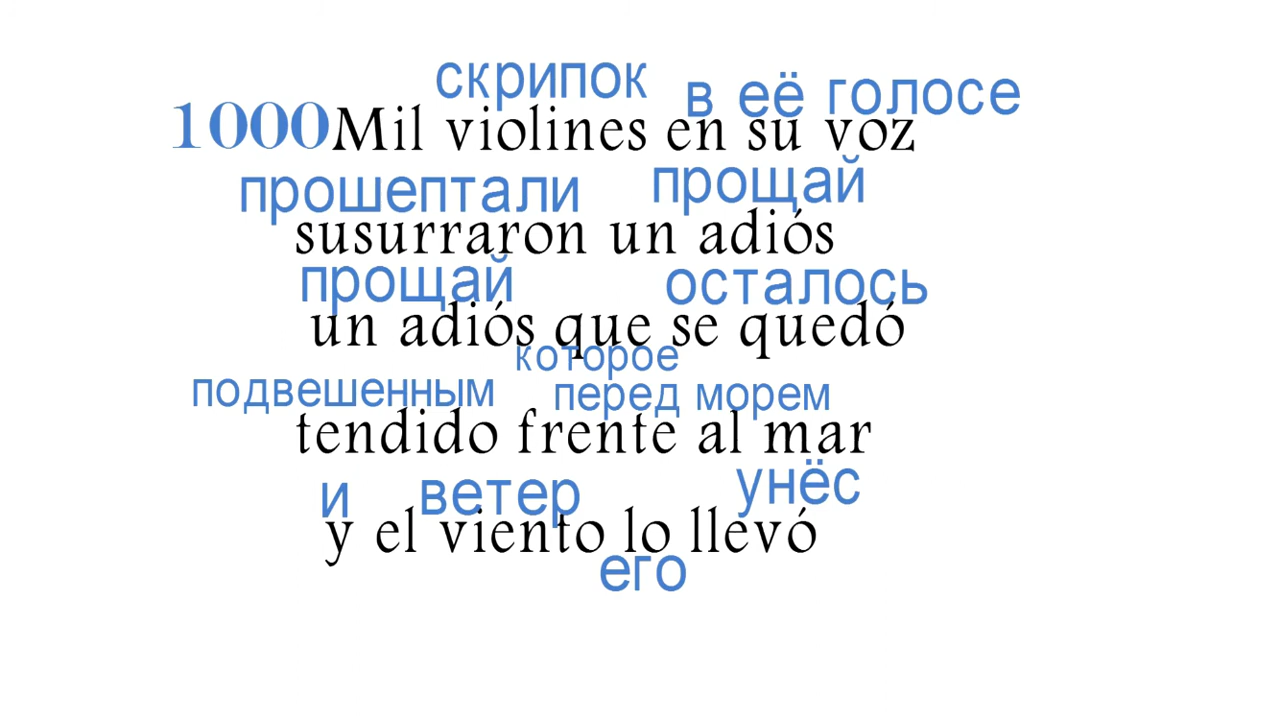 скрипок в её голосе
1000 Mil violines en su voz
прошептали прощай
susurraron un adiós
прощай осталось
un adiós que se quedó
которое
подвешенным перед морем
tendido frente al mar
и ветер унёс
y el viento lo llevó
его